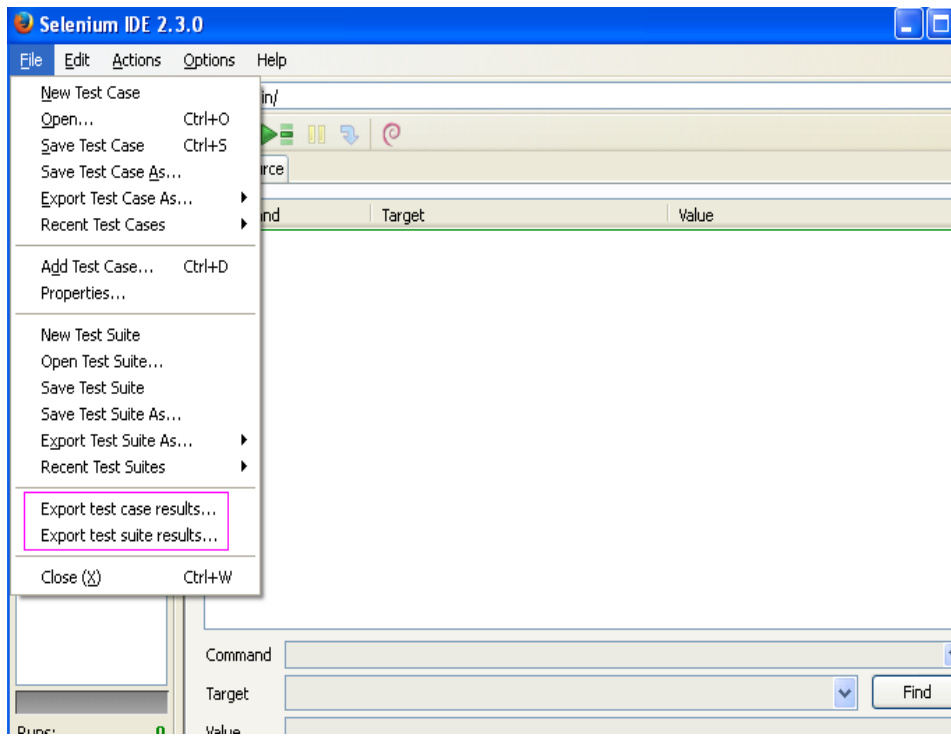 Selenium IDE 2.3.0
File Edit Actions Options Help
in/
New Test Case
Open... Ctrl+O
Save Test Case Ctrl+S
Save Test Case As...
Export Test Case As...
Recent Test Cases
Add Test Case... Ctrl+D
Properties...
New Test Suite
Open Test Suite...
Save Test Suite
Save Test Suite As...
Export Test Suite As...
Recent Test Suites
Export test case results...
Export test suite results...
Close (X) Ctrl+W
urce
nd Target Value
Command
Target Find
Value
Runs: 0